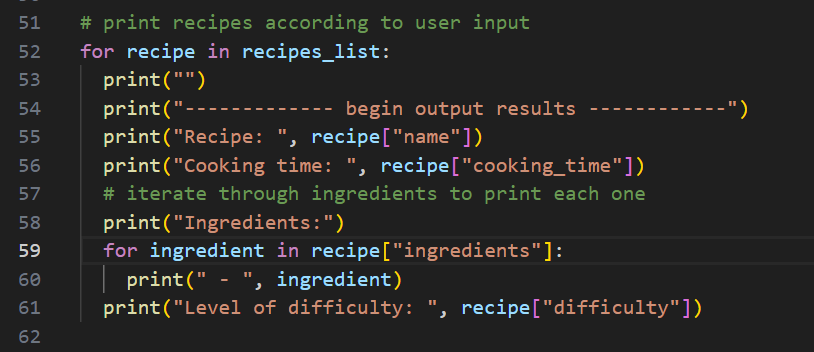 51 # print recipes according to user input
52 for recipe in recipes_list:
53   print("")
54   print("------------- begin output results ------------")
55   print("Recipe: ", recipe["name"])
56   print("Cooking time: ", recipe["cooking_time"])
57   # iterate through ingredients to print each one
58   print("Ingredients:")
59   for ingredient in recipe["ingredients"]:
60     print(" - ", ingredient)
61   print("Level of difficulty: ", recipe["difficulty"])
62